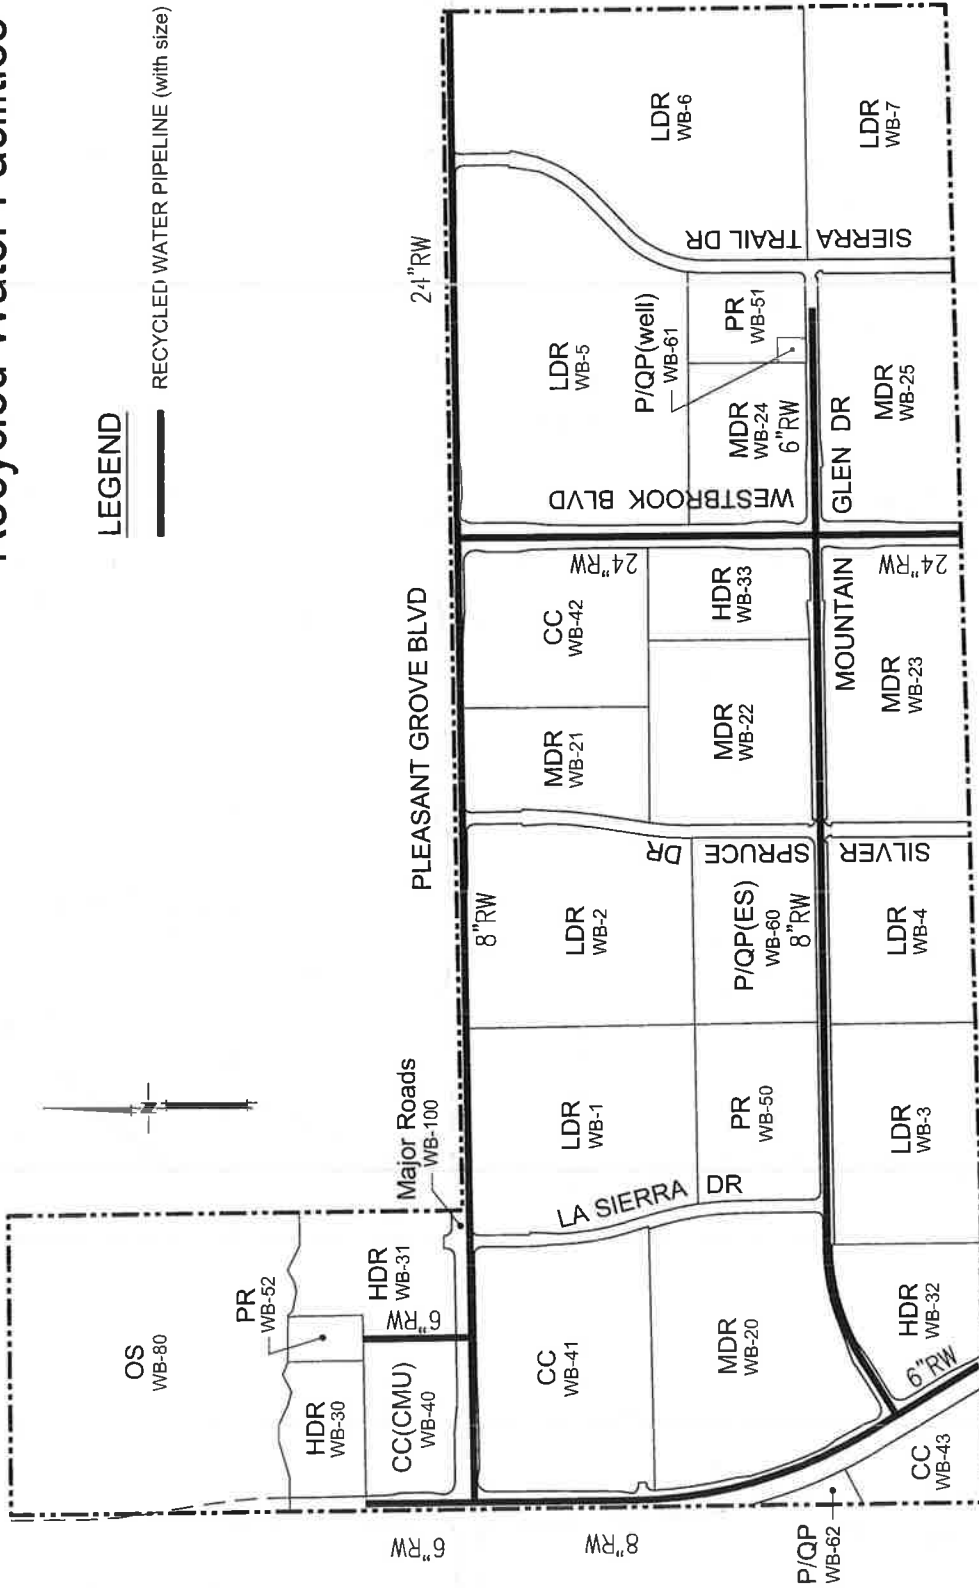 Recycled Water Facilities
LEGEND
RECYCLED WATER PIPELINE (with size)
OS
WB-80
PR
WB-52
HDR
WB-30
HDR
WB-31
CC(CMU)
WB-40
6"RW
6"RW
Major Roads
WB-100
PLEASANT GROVE BLVD
24"RW
8"RW
8"RW
CC
WB-41
LDR
WB-1
LDR
WB-2
MDR
WB-21
CC
WB-42
24"RW
LDR
WB-5
LDR
WB-6
LA SIERRA DR
SILVER SPRUCE DR
WESTBROOK BLVD
SIERRA TRAIL DR
P/QP(well)
WB-61
MDR
WB-20
PR
WB-50
P/QP(ES)
WB-60
8"RW
MDR
WB-22
HDR
WB-33
MDR
WB-24
6"RW
PR
WB-51
MOUNTAIN GLEN DR
P/QP
WB-62
CC
WB-43
6"RW
HDR
WB-32
LDR
WB-3
LDR
WB-4
MDR
WB-23
24"RW
MDR
WB-25
LDR
WB-7